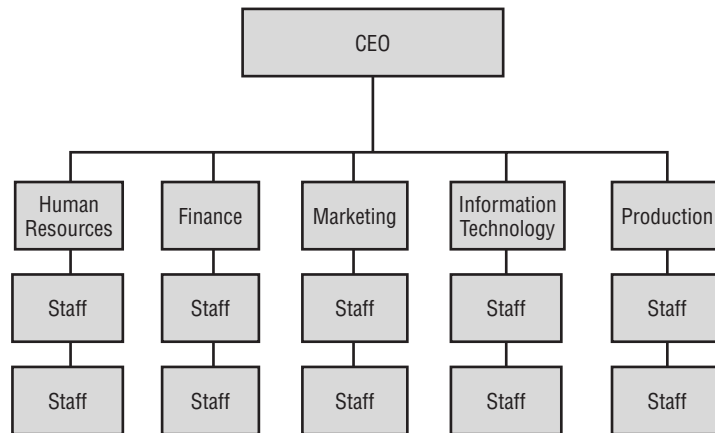 CEO
Human
Resources
Finance
Marketing
Information
Technology
Production
Staff
Staff
Staff
Staff
Staff
Staff
Staff
Staff
Staff
Staff